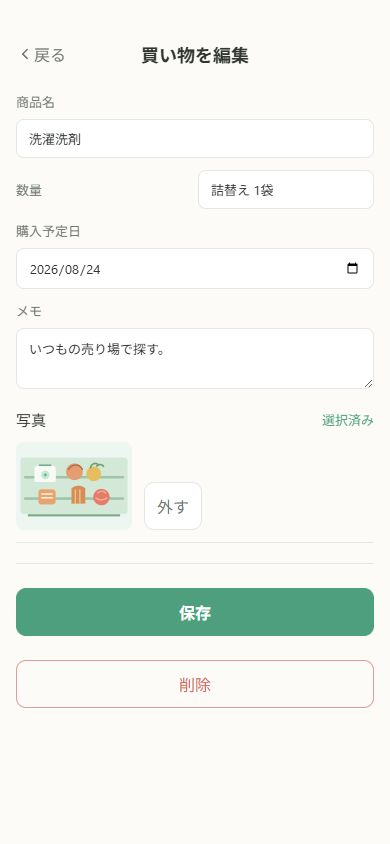 戻る
買い物を編集
商品名
洗濯洗剤
数量
詰替え 1袋
購入予定日
2026/08/24
メモ
いつもの売り場で探す。
写真
選択済み
外す
保存
削除